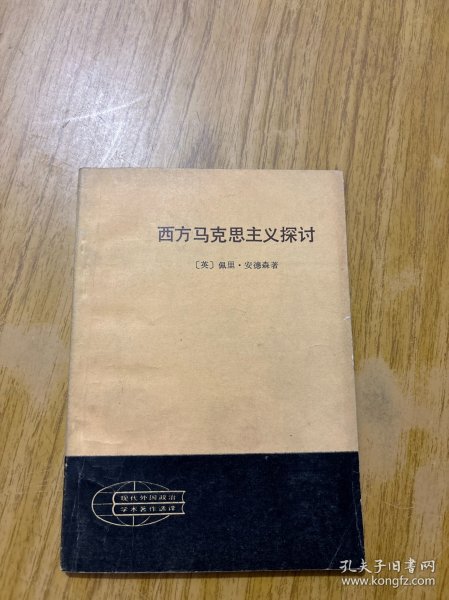 西方马克思主义探讨
〔英〕佩里·安德森著
现代外国政治
学术著作选译
孔夫子旧书网
www.kongfz.com